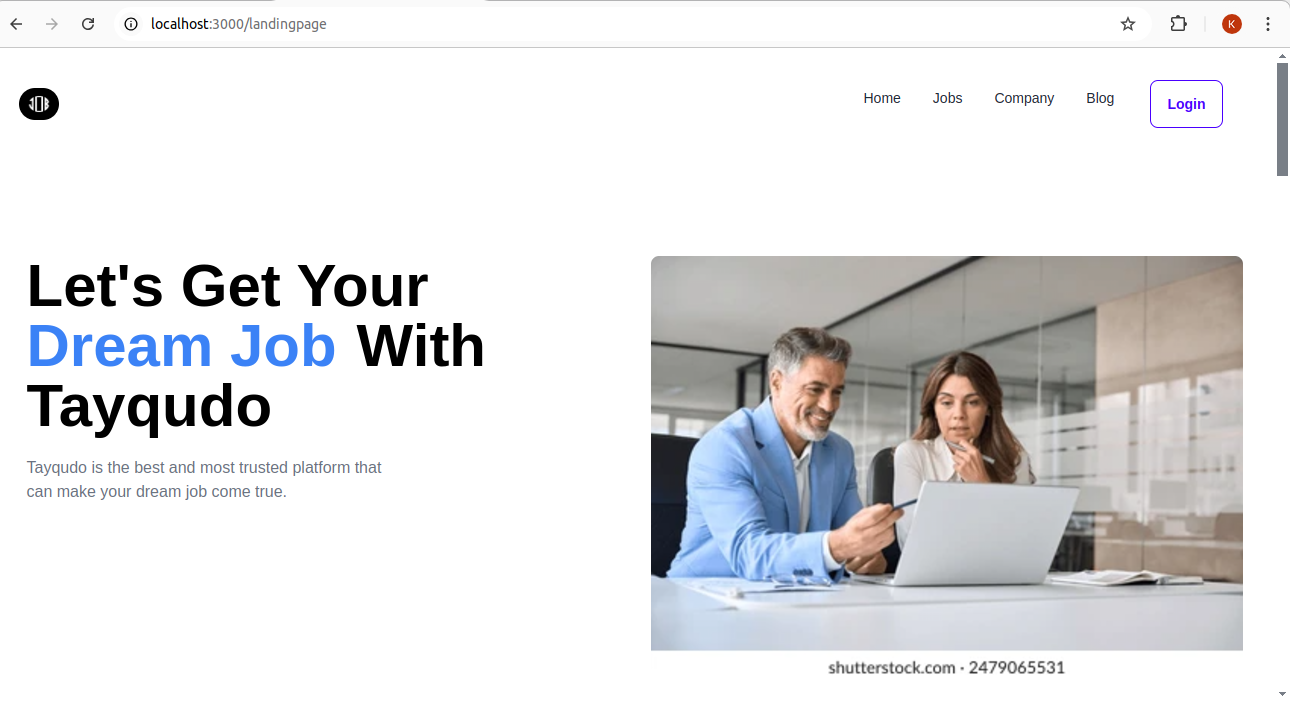 localhost:3000/landingpage
K
JOB
Home Jobs Company Blog Login
Let's Get Your
Dream Job With
Tayqudo
Tayqudo is the best and most trusted platform that
can make your dream job come true.
shutterstock.com · 2479065531